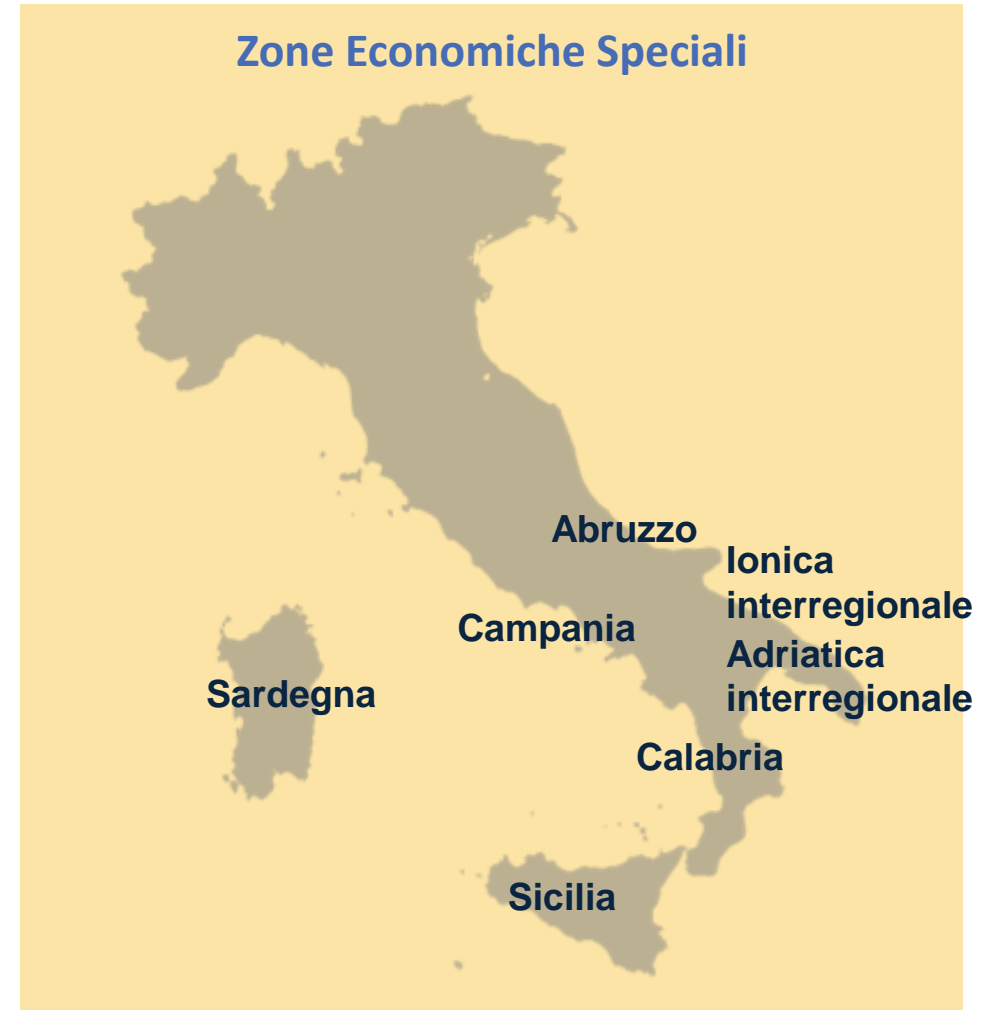 Zone Economiche Speciali
Abruzzo
Ionica
interregionale
Campania
Adriatica
interregionale
Sardegna
Calabria
Sicilia